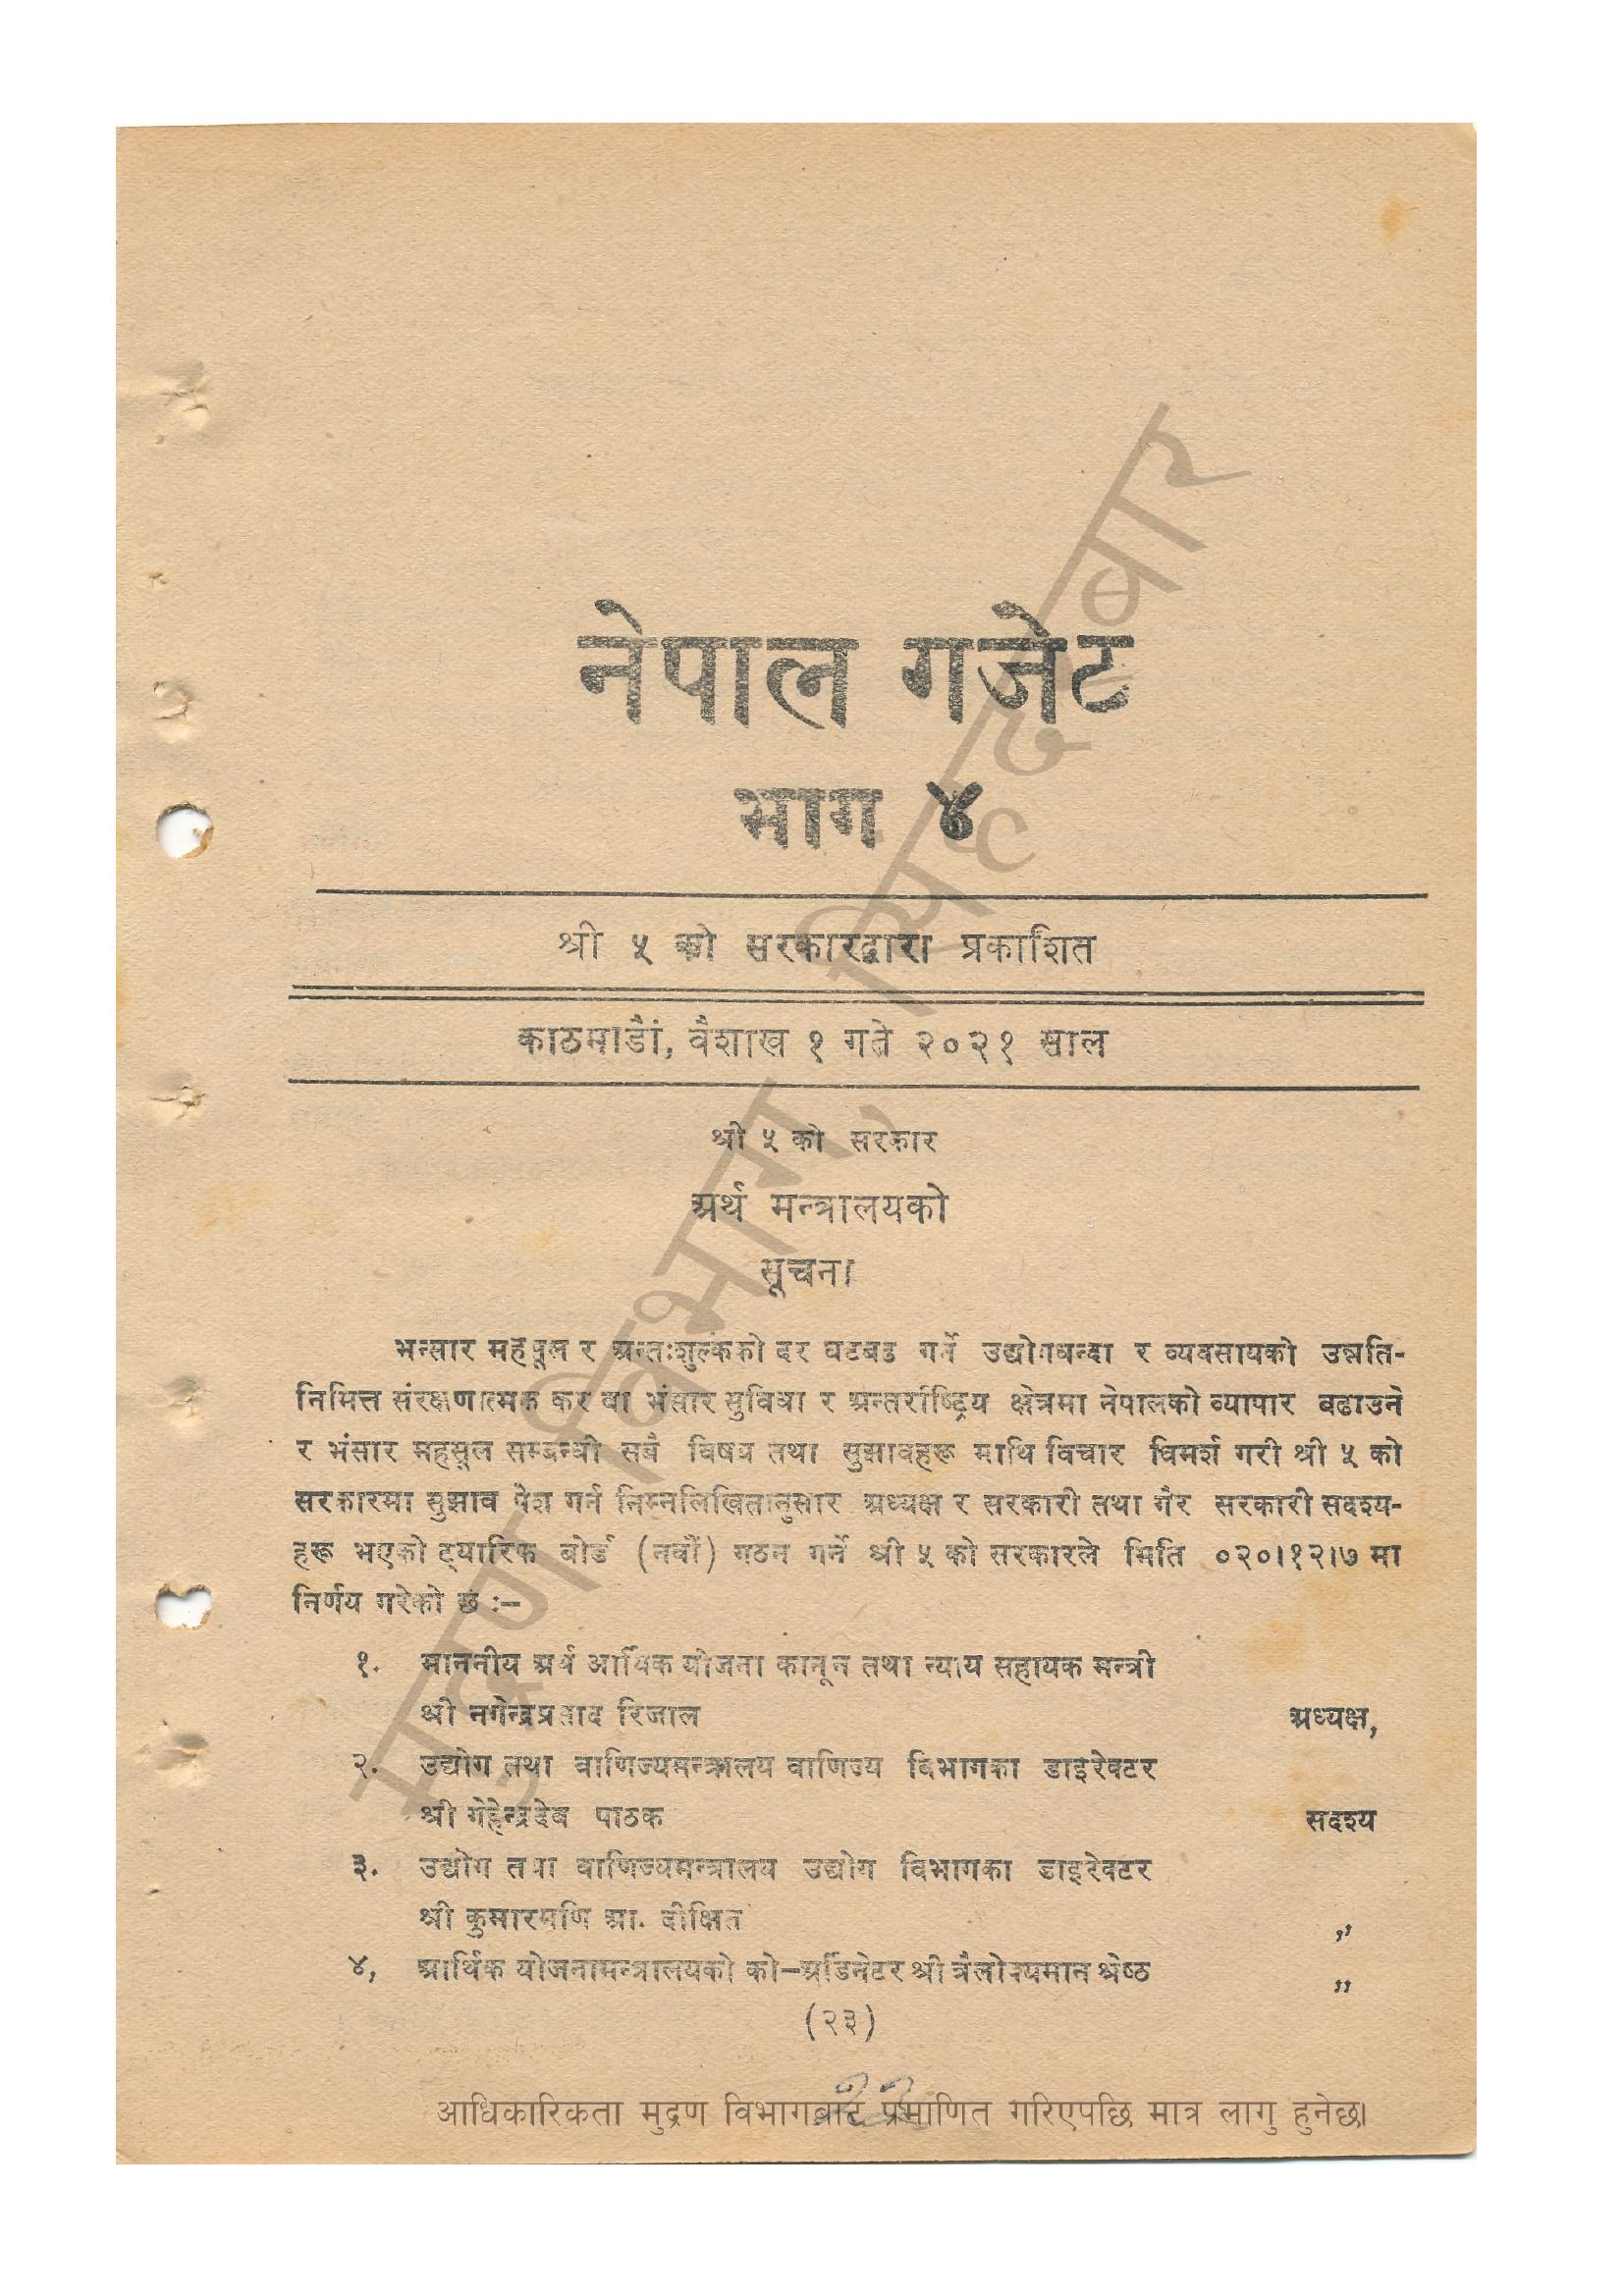 नेपाल गजेट
भाग ४
श्री ५ को सरकारद्वारा प्रकाशित
काठमाडौं, वैशाख १ गते २०२१ साल
श्री ५ को सरकार
अर्थ मन्त्रालयको
सूचना
भन्सार महसूल र अन्तःशुल्कको दर घटबढ गर्ने उद्योगधन्दा र व्यवसायको उन्नति-
निमित्त संरक्षणात्मक कर वा भंसार सुविधा र अन्तर्राष्ट्रिय क्षेत्रमा नेपालको व्यापार बढाउने
र भंसार महसूल सम्बन्धी सबै विषय तथा सुझावहरू माथि विचार विमर्श गरी श्री ५ को
सरकारमा सुझाव पेश गर्न निम्नलिखितानुसार अध्यक्ष र सरकारी तथा गैर सरकारी सदश्य-
हरू भएको ट्यारिफ बोर्ड (नवौं) गठन गर्ने श्री ५ को सरकारले मिति ०२०।१२।७ मा
निर्णय गरेको छ :—
१. माननीय अर्थ आर्थिक योजना कानून तथा न्याय सहायक मन्त्री
श्री नगेन्द्रप्रसाद रिजाल अध्यक्ष,
२. उद्योग तथा वाणिज्यमन्त्रालय वाणिज्य विभागका डाइरेक्टर
श्री गेहेन्द्रदेव पाठक सदश्य
३. उद्योग तथा वाणिज्यमन्त्रालय उद्योग विभागका डाइरेक्टर
श्री कुमारमणि आ. दीक्षित ,,
४, आर्थिक योजनामन्त्रालयको को—अर्डिनेटर श्री त्रैलोक्यमान श्रेष्ठ ,,
(२३)
आधिकारिकता मुद्रण विभागबाट प्रमाणित गरिएपछि मात्र लागु हुनेछ।
मुद्रण विभाग, सिंहदरबार